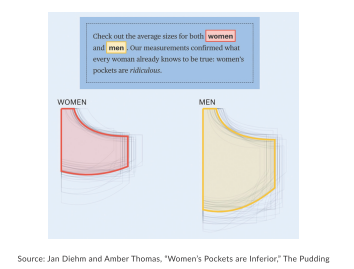 Check out the average sizes for both women
and men. Our measurements confirmed what
every woman already knows to be true: women's
pockets are ridiculous.
WOMEN
MEN
Source: Jan Diehm and Amber Thomas, "Women's Pockets are Inferior," The Pudding